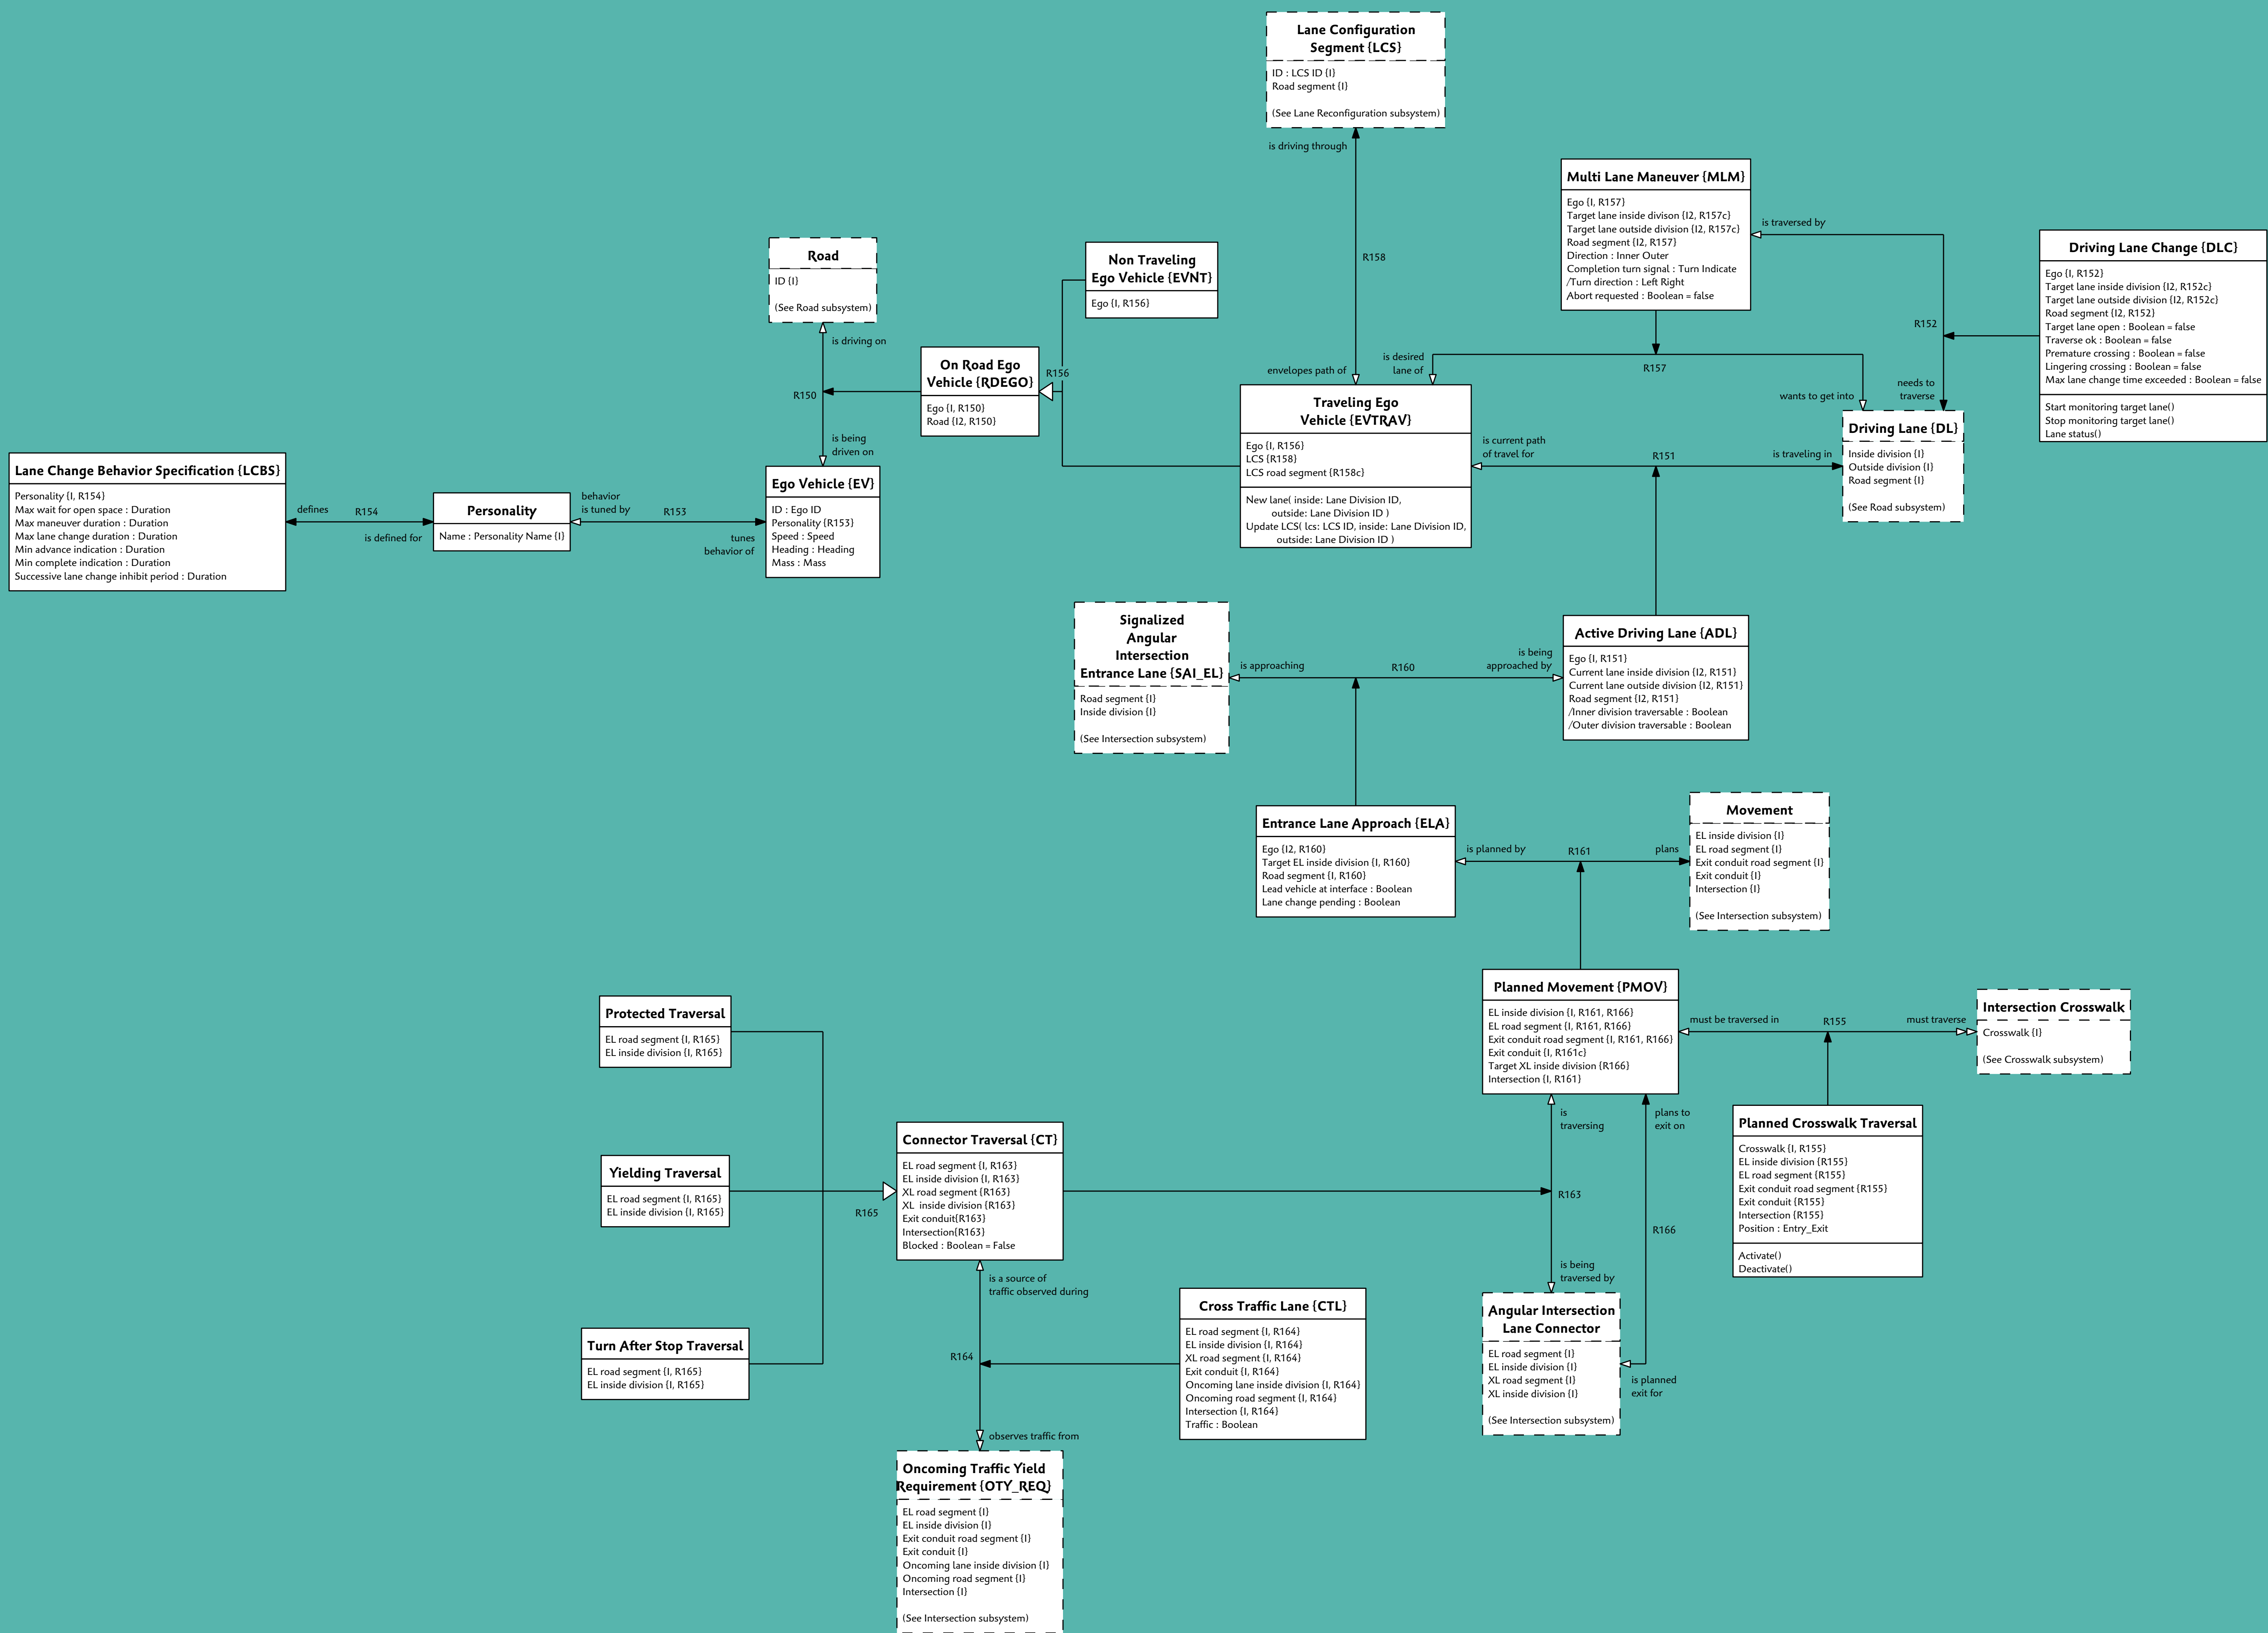 Lane Configuration
Segment {LCS}
ID : LCS ID {I}
Road segment {I}
(See Lane Reconfiguration subsystem)
is driving through
R158
envelopes path of
Multi Lane Maneuver {MLM}
Ego {I, R157}
Target lane inside divison {I2, R157c}
Target lane outside division {I2, R157c}
Road segment {I2, R157}
Direction : Inner Outer
Completion turn signal : Turn Indicate
/Turn direction : Left Right
Abort requested : Boolean = false
is traversed by
R152
needs to
traverse
Driving Lane Change {DLC}
Ego {I, R152}
Target lane inside division {I2, R152c}
Target lane outside division {I2, R152c}
Road segment {I2, R152}
Target lane open : Boolean = false
Traverse ok : Boolean = false
Premature crossing : Boolean = false
Lingering crossing : Boolean = false
Max lane change time exceeded : Boolean = false
Start monitoring target lane()
Stop monitoring target lane()
Lane status()
Road
ID {I}
(See Road subsystem)
is driving on
R150
is being
driven on
Non Traveling
Ego Vehicle {EVNT}
Ego {I, R156}
On Road Ego
Vehicle {RDEGO}
Ego {I, R150}
Road {I2, R150}
R156
is desired
lane of
R157
wants to get into
Traveling Ego
Vehicle {EVTRAV}
Ego {I, R156}
LCS {R158}
LCS road segment {R158c}
New lane( inside: Lane Division ID,
outside: Lane Division ID )
Update LCS( lcs: LCS ID, inside: Lane Division ID,
outside: Lane Division ID )
is current path
of travel for
R151
is traveling in
Driving Lane {DL}
Inside division {I}
Outside division {I}
Road segment {I}
(See Road subsystem)
Lane Change Behavior Specification {LCBS}
Personality {I, R154}
Max wait for open space : Duration
Max maneuver duration : Duration
Max lane change duration : Duration
Min advance indication : Duration
Min complete indication : Duration
Successive lane change inhibit period : Duration
defines
R154
is defined for
Personality
Name : Personality Name {I}
behavior
is tuned by
R153
tunes
behavior of
Ego Vehicle {EV}
ID : Ego ID
Personality {R153}
Speed : Speed
Heading : Heading
Mass : Mass
Signalized
Angular
Intersection
Entrance Lane {SAI_EL}
Road segment {I}
Inside division {I}
(See Intersection subsystem)
is approaching
R160
is being
approached by
Active Driving Lane {ADL}
Ego {I, R151}
Current lane inside division {I2, R151}
Current lane outside division {I2, R151}
Road segment {I2, R151}
/Inner division traversable : Boolean
/Outer division traversable : Boolean
Entrance Lane Approach {ELA}
Ego {I2, R160}
Target EL inside division {I, R160}
Road segment {I, R160}
Lead vehicle at interface : Boolean
Lane change pending : Boolean
is planned by
R161
plans
Movement
EL inside division {I}
EL road segment {I}
Exit conduit road segment {I}
Exit conduit {I}
Intersection {I}
(See Intersection subsystem)
Planned Movement {PMOV}
EL inside division {I, R161, R166}
EL road segment {I, R161, R166}
Exit conduit road segment {I, R161, R166}
Exit conduit {I, R161c}
Target XL inside division {R166}
Intersection {I, R161}
must be traversed in
R155
must traverse
Intersection Crosswalk
Crosswalk {I}
(See Crosswalk subsystem)
Planned Crosswalk Traversal
Crosswalk {I, R155}
EL inside division {R155}
EL road segment {R155}
Exit conduit road segment {R155}
Exit conduit {R155}
Intersection {R155}
Position : Entry_Exit
Activate()
Deactivate()
is
traversing
plans to
exit on
R163
R166
is being
traversed by
is planned
exit for
Angular Intersection
Lane Connector
EL road segment {I}
EL inside division {I}
XL road segment {I}
XL inside division {I}
(See Intersection subsystem)
Protected Traversal
EL road segment {I, R165}
EL inside division {I, R165}
Yielding Traversal
EL road segment {I, R165}
EL inside division {I, R165}
Turn After Stop Traversal
EL road segment {I, R165}
EL inside division {I, R165}
R165
Connector Traversal {CT}
EL road segment {I, R163}
EL inside division {I, R163}
XL road segment {R163}
XL  inside division {R163}
Exit conduit{R163}
Intersection{R163}
Blocked : Boolean = False
is a source of
traffic observed during
R164
observes traffic from
Cross Traffic Lane {CTL}
EL road segment {I, R164}
EL inside division {I, R164}
XL road segment {I, R164}
Exit conduit {I, R164}
Oncoming lane inside division {I, R164}
Oncoming road segment {I, R164}
Intersection {I, R164}
Traffic : Boolean
Oncoming Traffic Yield
Requirement {OTY_REQ}
EL road segment {I}
EL inside division {I}
Exit conduit road segment {I}
Exit conduit {I}
Oncoming lane inside division {I}
Oncoming road segment {I}
Intersection {I}
(See Intersection subsystem)